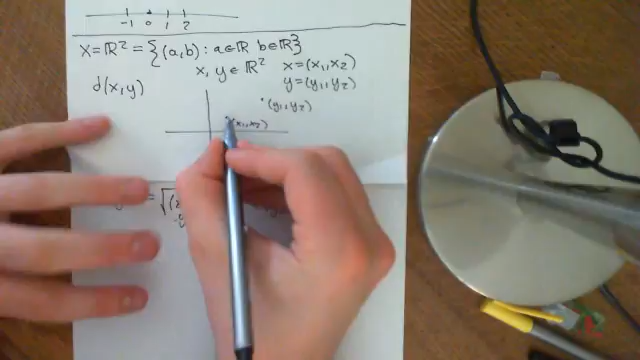 -1 0 1 2
X = ℝ² = {(a,b) : a∈ℝ b∈ℝ}
x, y ∈ ℝ² x = (x₁, x₂)
d(x,y) y = (y₁, y₂)
(y₁, y₂)
(x₁, x₂)
= √(